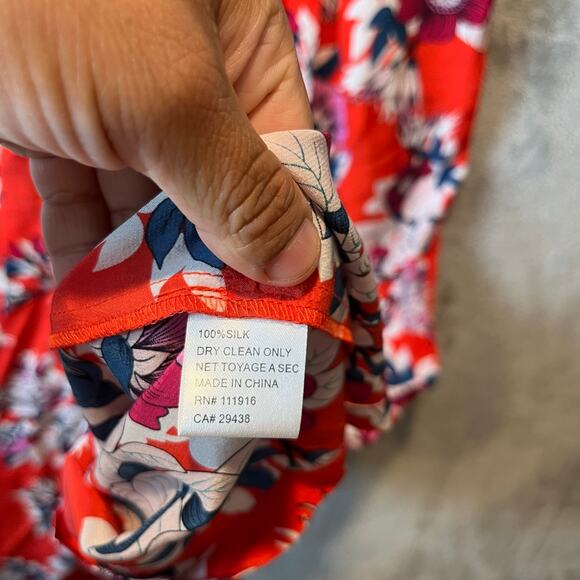 100%SILK
DRY CLEAN ONLY
NET TOYAGE A SEC
MADE IN CHINA
RN# 111916
CA# 29438